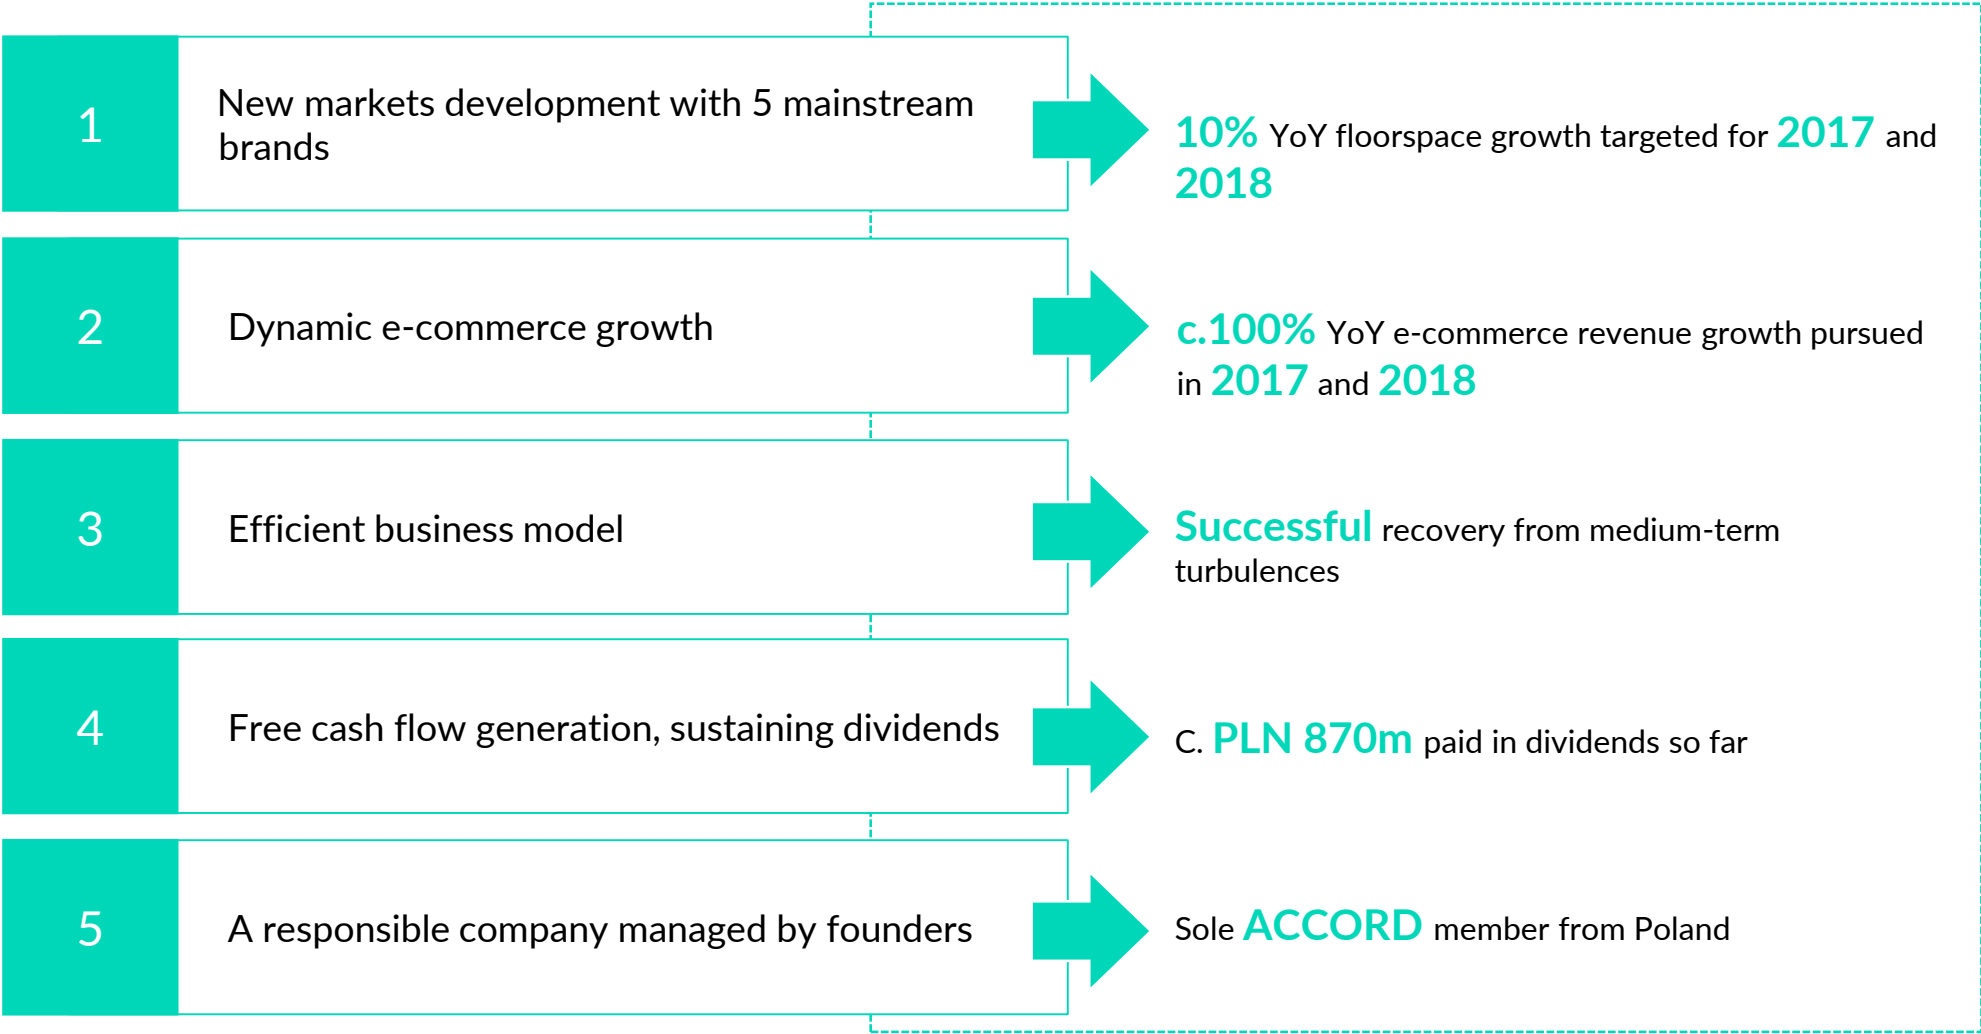 1
New markets development with 5 mainstream
brands
10% YoY floorspace growth targeted for 2017 and
2018
2
Dynamic e-commerce growth
c.100% YoY e-commerce revenue growth pursued
in 2017 and 2018
3
Efficient business model
Successful recovery from medium-term
turbulences
4
Free cash flow generation, sustaining dividends
C. PLN 870m paid in dividends so far
5
A responsible company managed by founders
Sole ACCORD member from Poland